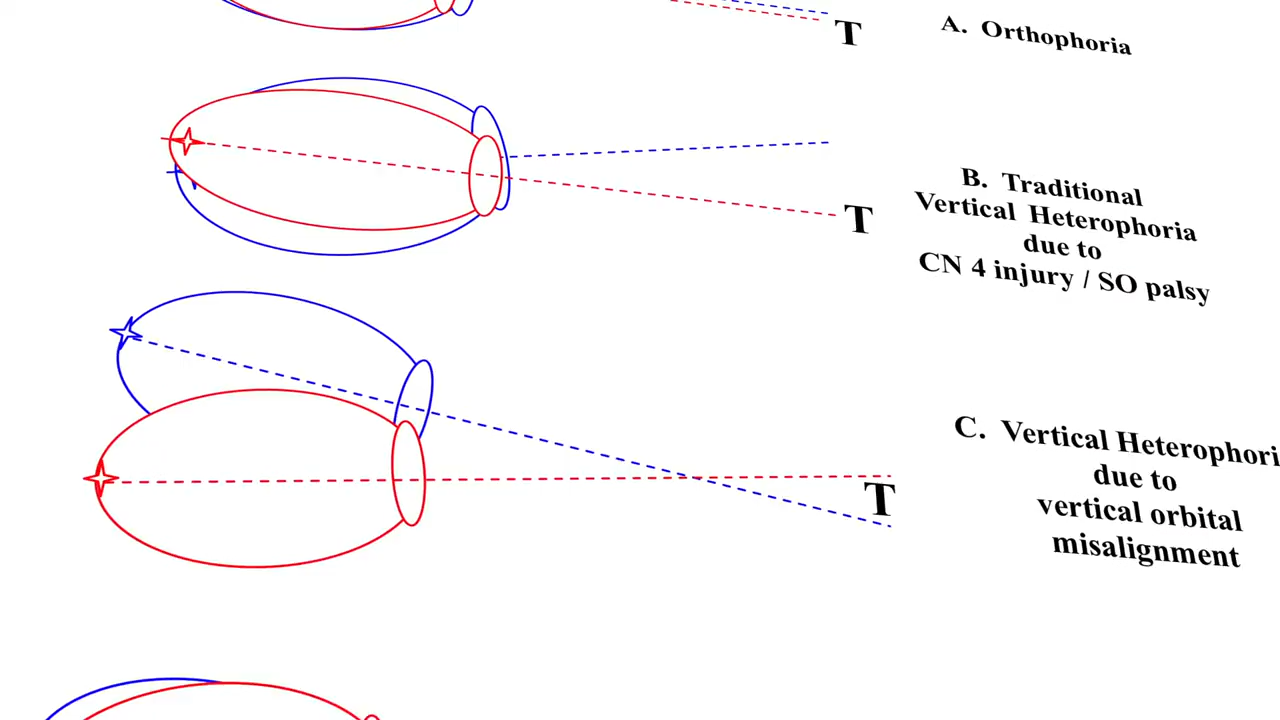 T
A. Orthophoria
B. Traditional
Vertical Heterophoria
due to
CN 4 injury / SO palsy
T
C. Vertical Heterophori
due to
vertical orbital
misalignment
T